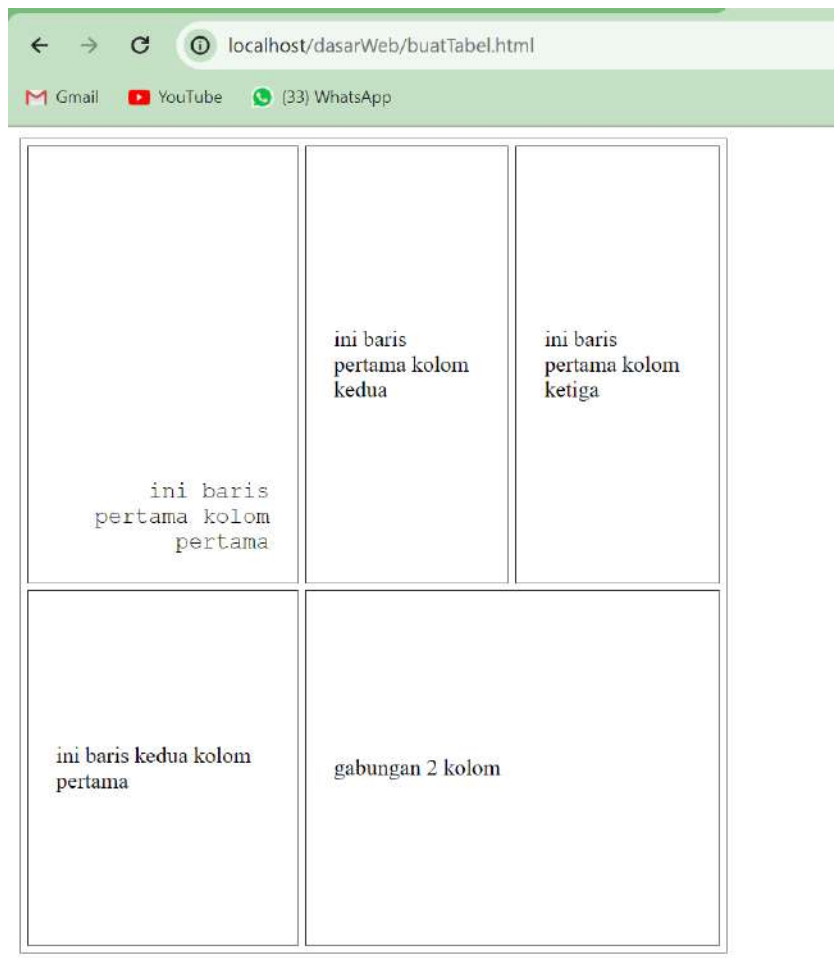 localhost/dasarWeb/buatTabel.html
Gmail YouTube (33) WhatsApp
ini baris
pertama kolom
pertama
ini baris
pertama kolom
kedua
ini baris
pertama kolom
ketiga
ini baris kedua kolom
pertama
gabungan 2 kolom